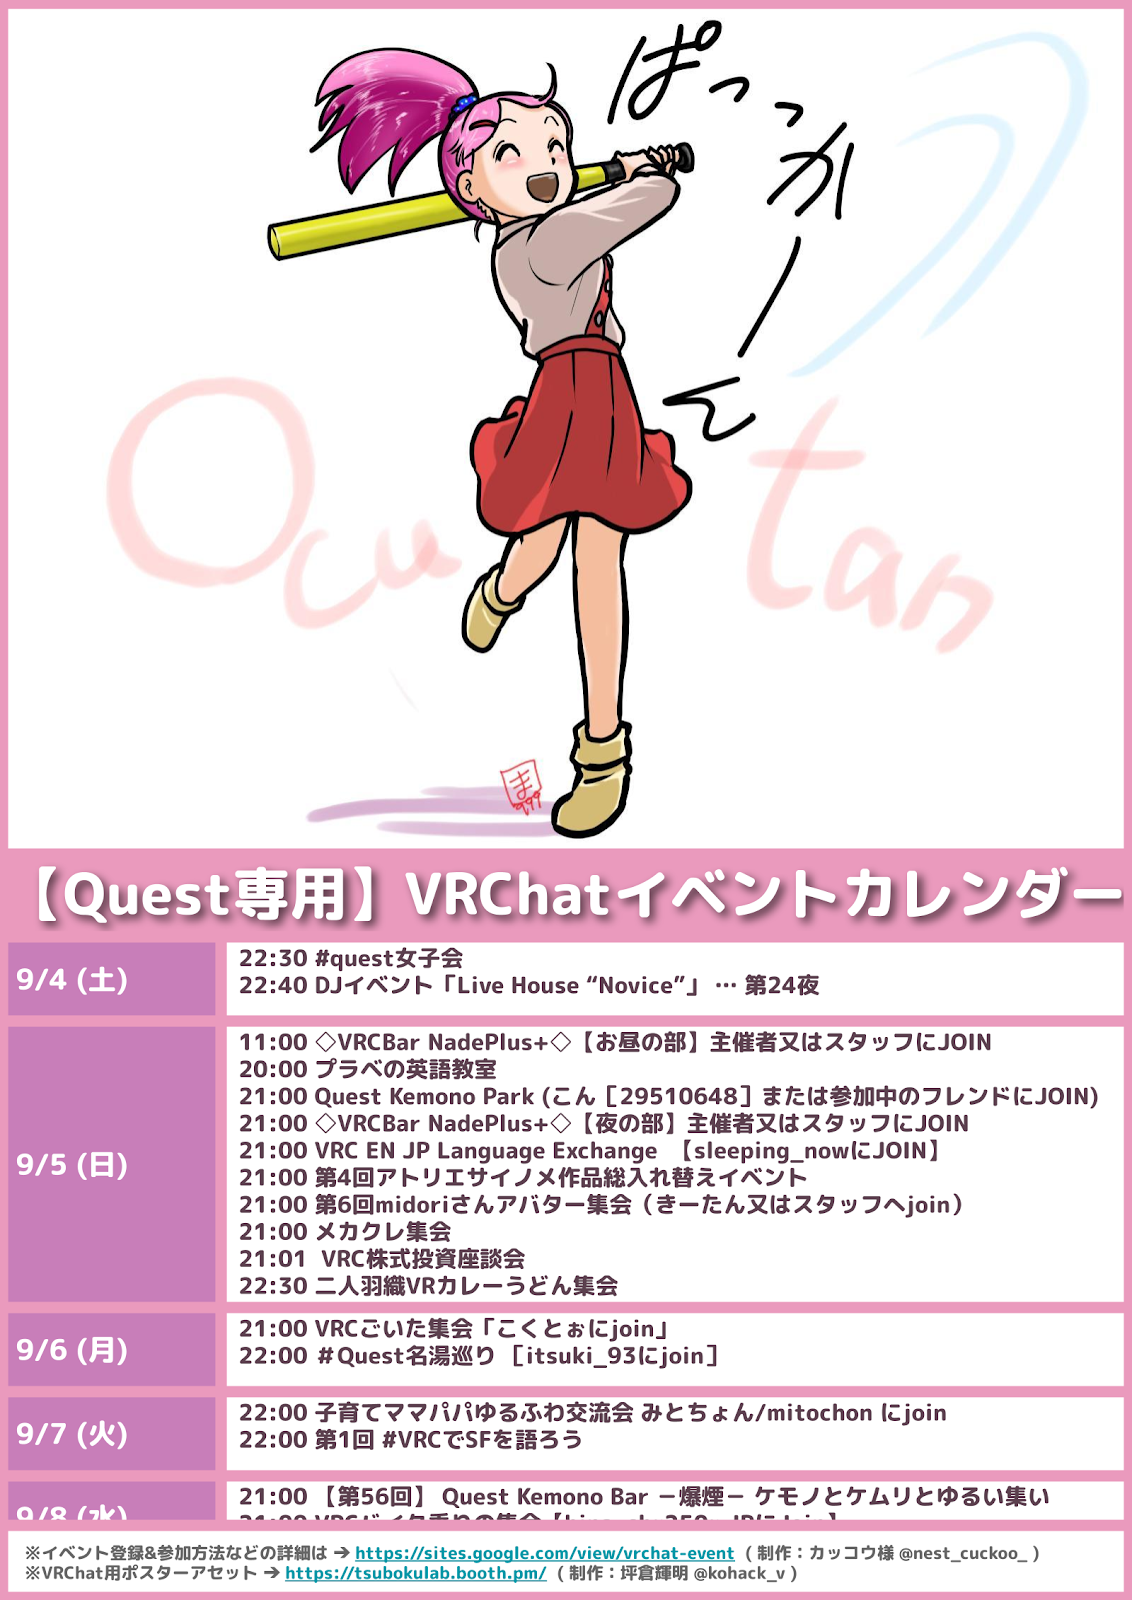 ぱっっかーん
Ocu tan
ま
999
【Quest専用】VRChatイベントカレンダー
9/4 (土)
22:30 #quest女子会
22:40 DJイベント「Live House “Novice”」 … 第24夜
9/5 (日)
11:00 ◇VRCBar NadePlus+◇【お昼の部】主催者又はスタッフにJOIN
20:00 プラベの英語教室
21:00 Quest Kemono Park (こん［29510648］または参加中のフレンドにJOIN)
21:00 ◇VRCBar NadePlus+◇【夜の部】主催者又はスタッフにJOIN
21:00 VRC EN JP Language Exchange 【sleeping_nowにJOIN】
21:00 第4回アトリエサイノメ作品総入れ替えイベント
21:00 第6回midoriさんアバター集会（きーたん又はスタッフへjoin）
21:00 メカクレ集会
21:01 VRC株式投資座談会
22:30 二人羽織VRカレーうどん集会
9/6 (月)
21:00 VRCごいた集会「こくとぉにjoin」
22:00 ＃Quest名湯巡り ［itsuki_93にjoin］
9/7 (火)
22:00 子育てママパパゆるふわ交流会 みとちょん/mitochon にjoin
22:00 第1回 #VRCでSFを語ろう
9/8 (水)
21:00 【第56回】 Quest Kemono Bar －爆煙－ ケモノとケムリとゆるい集い
※イベント登録&参加方法などの詳細は ➔ https://sites.google.com/view/vrchat-event ( 制作：カッコウ様 @nest_cuckoo_ )
※VRChat用ポスターアセット ➔ https://tsubokulab.booth.pm/ ( 制作：坪倉輝明 @kohack_v )